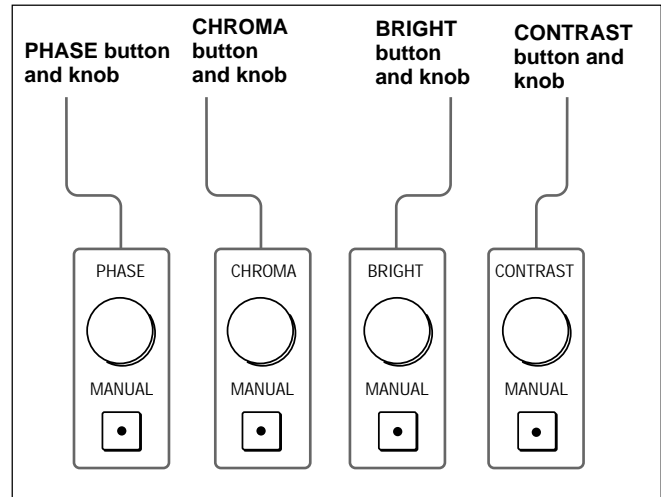 PHASE button
and knob
CHROMA
button
and knob
BRIGHT
button
and knob
CONTRAST
button and
knob
PHASE
MANUAL
CHROMA
MANUAL
BRIGHT
MANUAL
CONTRAST
MANUAL